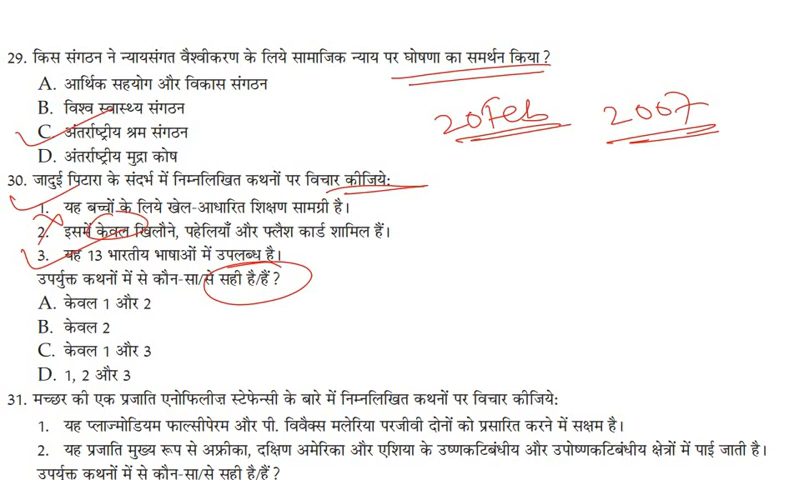 29. किस संगठन ने न्यायसंगत वैश्वीकरण के लिये सामाजिक न्याय पर घोषणा का समर्थन किया?
A. आर्थिक सहयोग और विकास संगठन
B. विश्व स्वास्थ्य संगठन
C. अंतर्राष्ट्रीय श्रम संगठन
D. अंतर्राष्ट्रीय मुद्रा कोष
20 Feb 2007
30. जादुई पिटारा के संदर्भ में निम्नलिखित कथनों पर विचार कीजिये:
1. यह बच्चों के लिये खेल-आधारित शिक्षण सामग्री है।
2. इसमें केवल खिलौने, पहेलियाँ और फ्लैश कार्ड शामिल हैं।
3. यह 13 भारतीय भाषाओं में उपलब्ध है।
उपर्युक्त कथनों में से कौन-सा/से सही है/हैं?
A. केवल 1 और 2
B. केवल 2
C. केवल 1 और 3
D. 1, 2 और 3
31. मच्छर की एक प्रजाति एनोफिलीज़ स्टेफेन्सी के बारे में निम्नलिखित कथनों पर विचार कीजिये:
1. यह प्लाज्मोडियम फाल्सीपेरम और पी. विवैक्स मलेरिया परजीवी दोनों को प्रसारित करने में सक्षम है।
2. यह प्रजाति मुख्य रूप से अफ्रीका, दक्षिण अमेरिका और एशिया के उष्णकटिबंधीय और उपोष्णकटिबंधीय क्षेत्रों में पाई जाती है।
उपर्युक्त कथनों में से कौन-सा/से सही है/हैं?